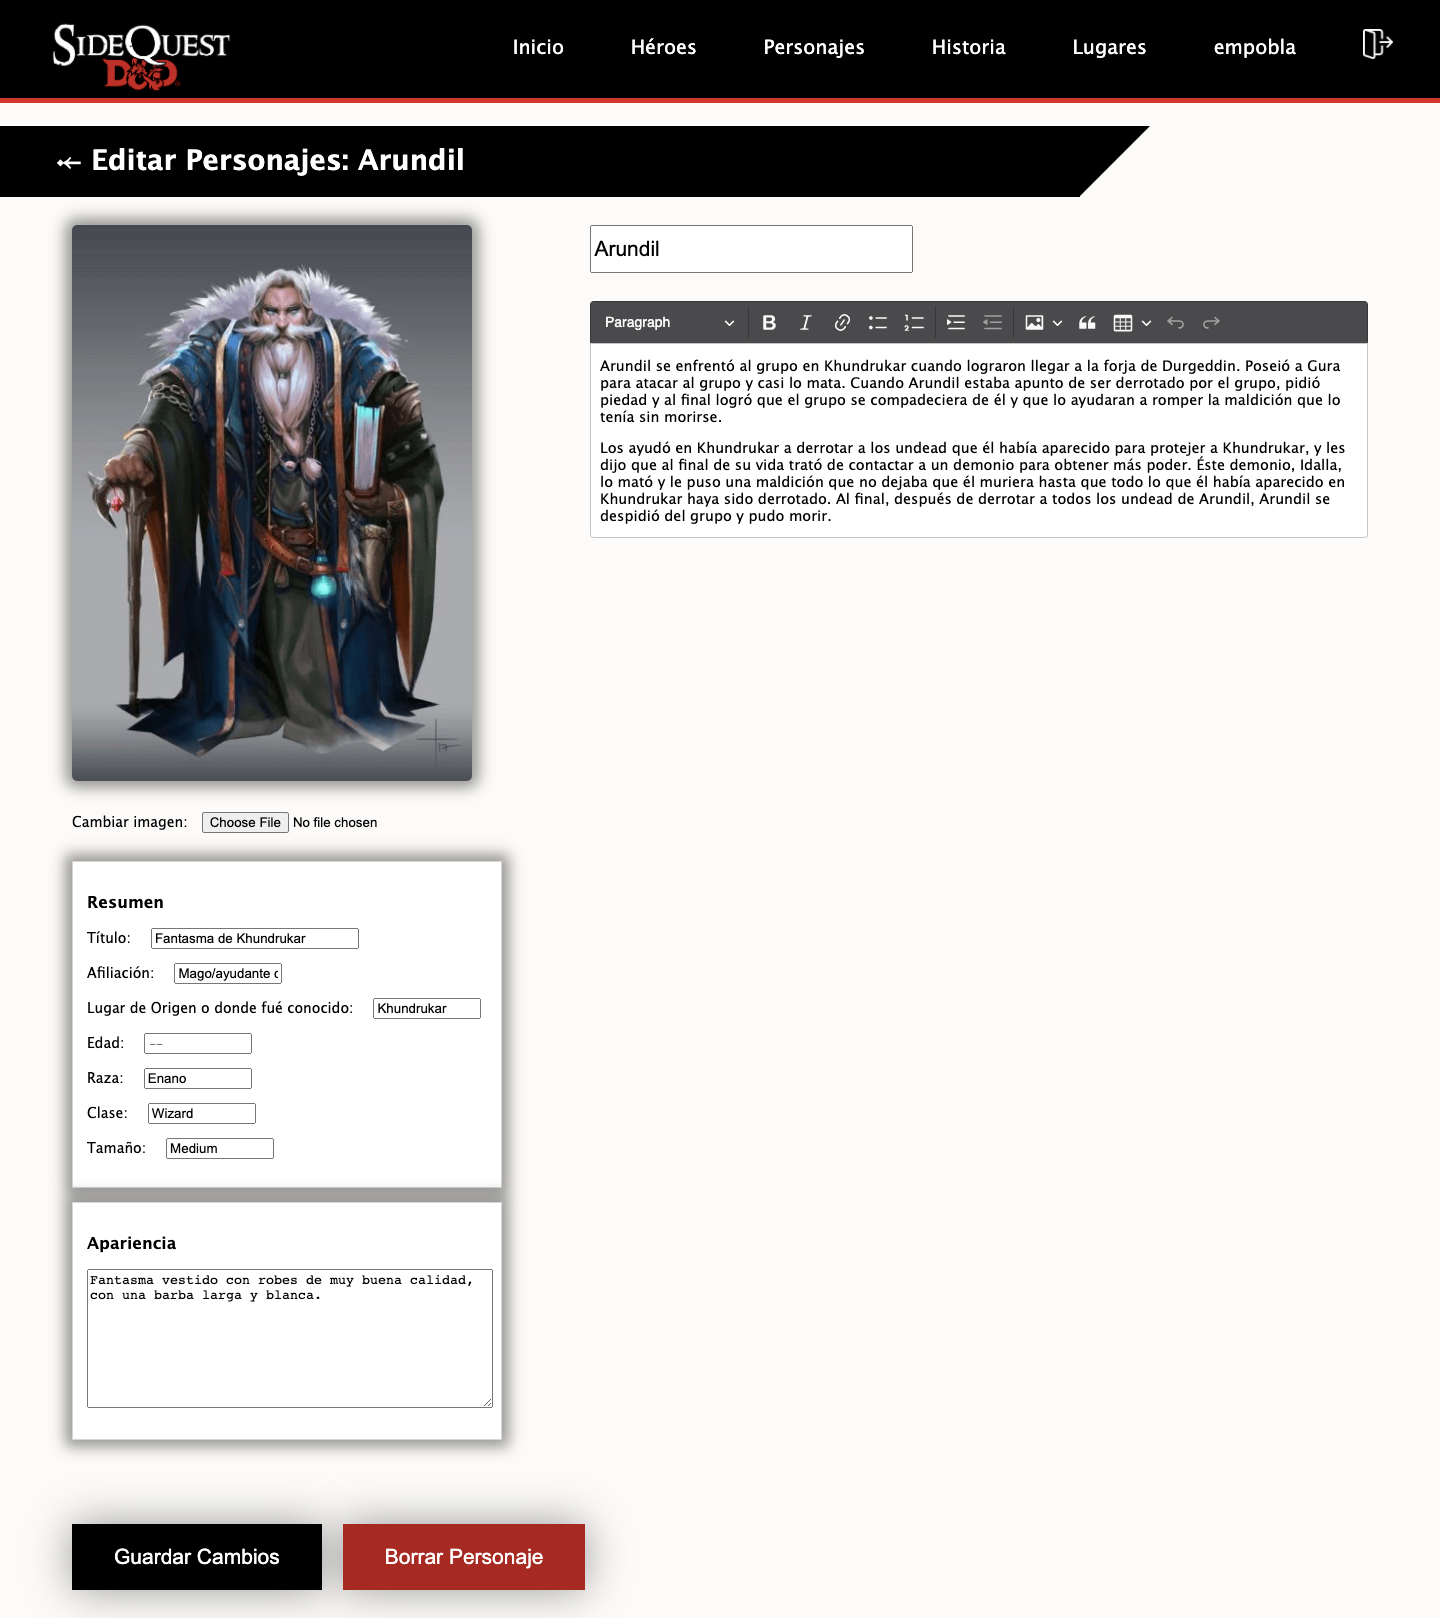 SIDEQUEST
D&D
Inicio
Héroes
Personajes
Historia
Lugares
empobla
Editar Personajes: Arundil
Arundil
Paragraph
Arundil se enfrentó al grupo en Khundrukar cuando lograron llegar a la forja de Durgeddin. Poseió a Gura
para atacar al grupo y casi lo mata. Cuando Arundil estaba apunto de ser derrotado por el grupo, pidió
piedad y al final logró que el grupo se compadeciera de él y que lo ayudaran a romper la maldición que lo
tenía sin morirse.
Los ayudó en Khundrukar a derrotar a los undead que él había aparecido para protejer a Khundrukar, y les
dijo que al final de su vida trató de contactar a un demonio para obtener más poder. Éste demonio, Idalla,
lo mató y le puso una maldición que no dejaba que él muriera hasta que todo lo que él había aparecido en
Khundrukar haya sido derrotado. Al final, después de derrotar a todos los undead de Arundil, Arundil se
despidió del grupo y pudo morir.
Cambiar imagen: Choose File No file chosen
Resumen
Título: Fantasma de Khundrukar
Afiliación: Mago/ayudante
Lugar de Origen o donde fué conocido: Khundrukar
Edad: --
Raza: Enano
Clase: Wizard
Tamaño: Medium
Apariencia
Fantasma vestido con robes de muy buena calidad,
con una barba larga y blanca.
Guardar Cambios
Borrar Personaje